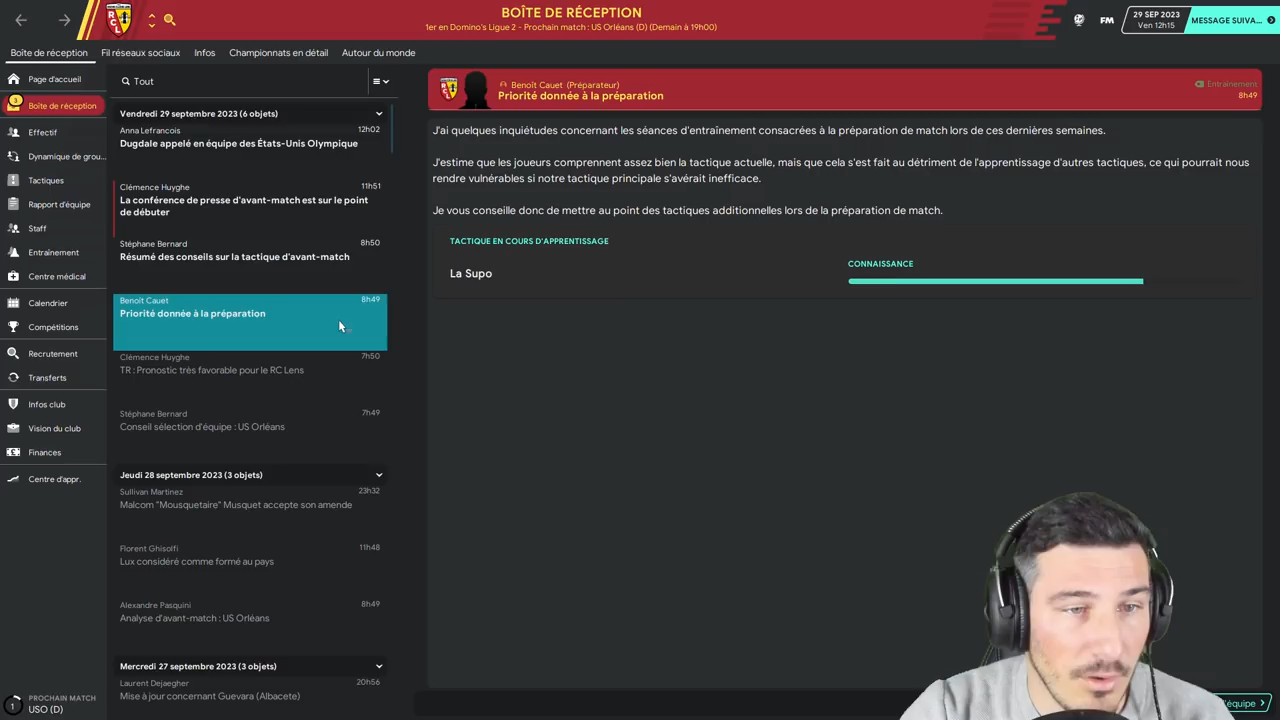 BOÎTE DE RÉCEPTION
1er en Domino's Ligue 2 - Prochain match : US Orléans (D) (Demain à 19h00)
FM
29 SEP 2023
Ven 12h15
MESSAGE SUIVA...
Boîte de réception
Fil réseaux sociaux
Infos
Championnats en détail
Autour du monde
Page d'accueil
3
Boîte de réception
Effectif
Dynamique de grou...
Tactiques
Rapport d'équipe
Staff
Entraînement
Centre médical
Calendrier
Compétitions
Recrutement
Transferts
Infos club
Vision du club
Finances
Centre d'appr.
1
PROCHAIN MATCH
USO (D)
Tout
Vendredi 29 septembre 2023 (6 objets)
Anna Lefrancois 12h02
Dugdale appelé en équipe des États-Unis Olympique
Clémence Huyghe 11h51
La conférence de presse d'avant-match est sur le point
de débuter
Stéphane Bernard 8h50
Résumé des conseils sur la tactique d'avant-match
Benoît Cauet 8h49
Priorité donnée à la préparation
Clémence Huyghe 7h50
TR : Pronostic très favorable pour le RC Lens
Stéphane Bernard 7h49
Conseil sélection d'équipe : US Orléans
Jeudi 28 septembre 2023 (3 objets)
Sullivan Martinez 23h32
Malcom "Mousquetaire" Musquet accepte son amende
Florent Ghisolfi 11h48
Lux considéré comme formé au pays
Alexandre Pasquini 8h49
Analyse d'avant-match : US Orléans
Mercredi 27 septembre 2023 (3 objets)
Laurent Dejaegher 20h56
Mise à jour concernant Guevara (Albacete)
Benoît Cauet (Préparateur)
Priorité donnée à la préparation
Entraînement
8h49
J'ai quelques inquiétudes concernant les séances d'entraînement consacrées à la préparation de match lors de ces dernières semaines.
J'estime que les joueurs comprennent assez bien la tactique actuelle, mais que cela s'est fait au détriment de l'apprentissage d'autres tactiques, ce qui pourrait nous
rendre vulnérables si notre tactique principale s'avérait inefficace.
Je vous conseille donc de mettre au point des tactiques additionnelles lors de la préparation de match.
TACTIQUE EN COURS D'APPRENTISSAGE
La Supo
CONNAISSANCE
'équipe